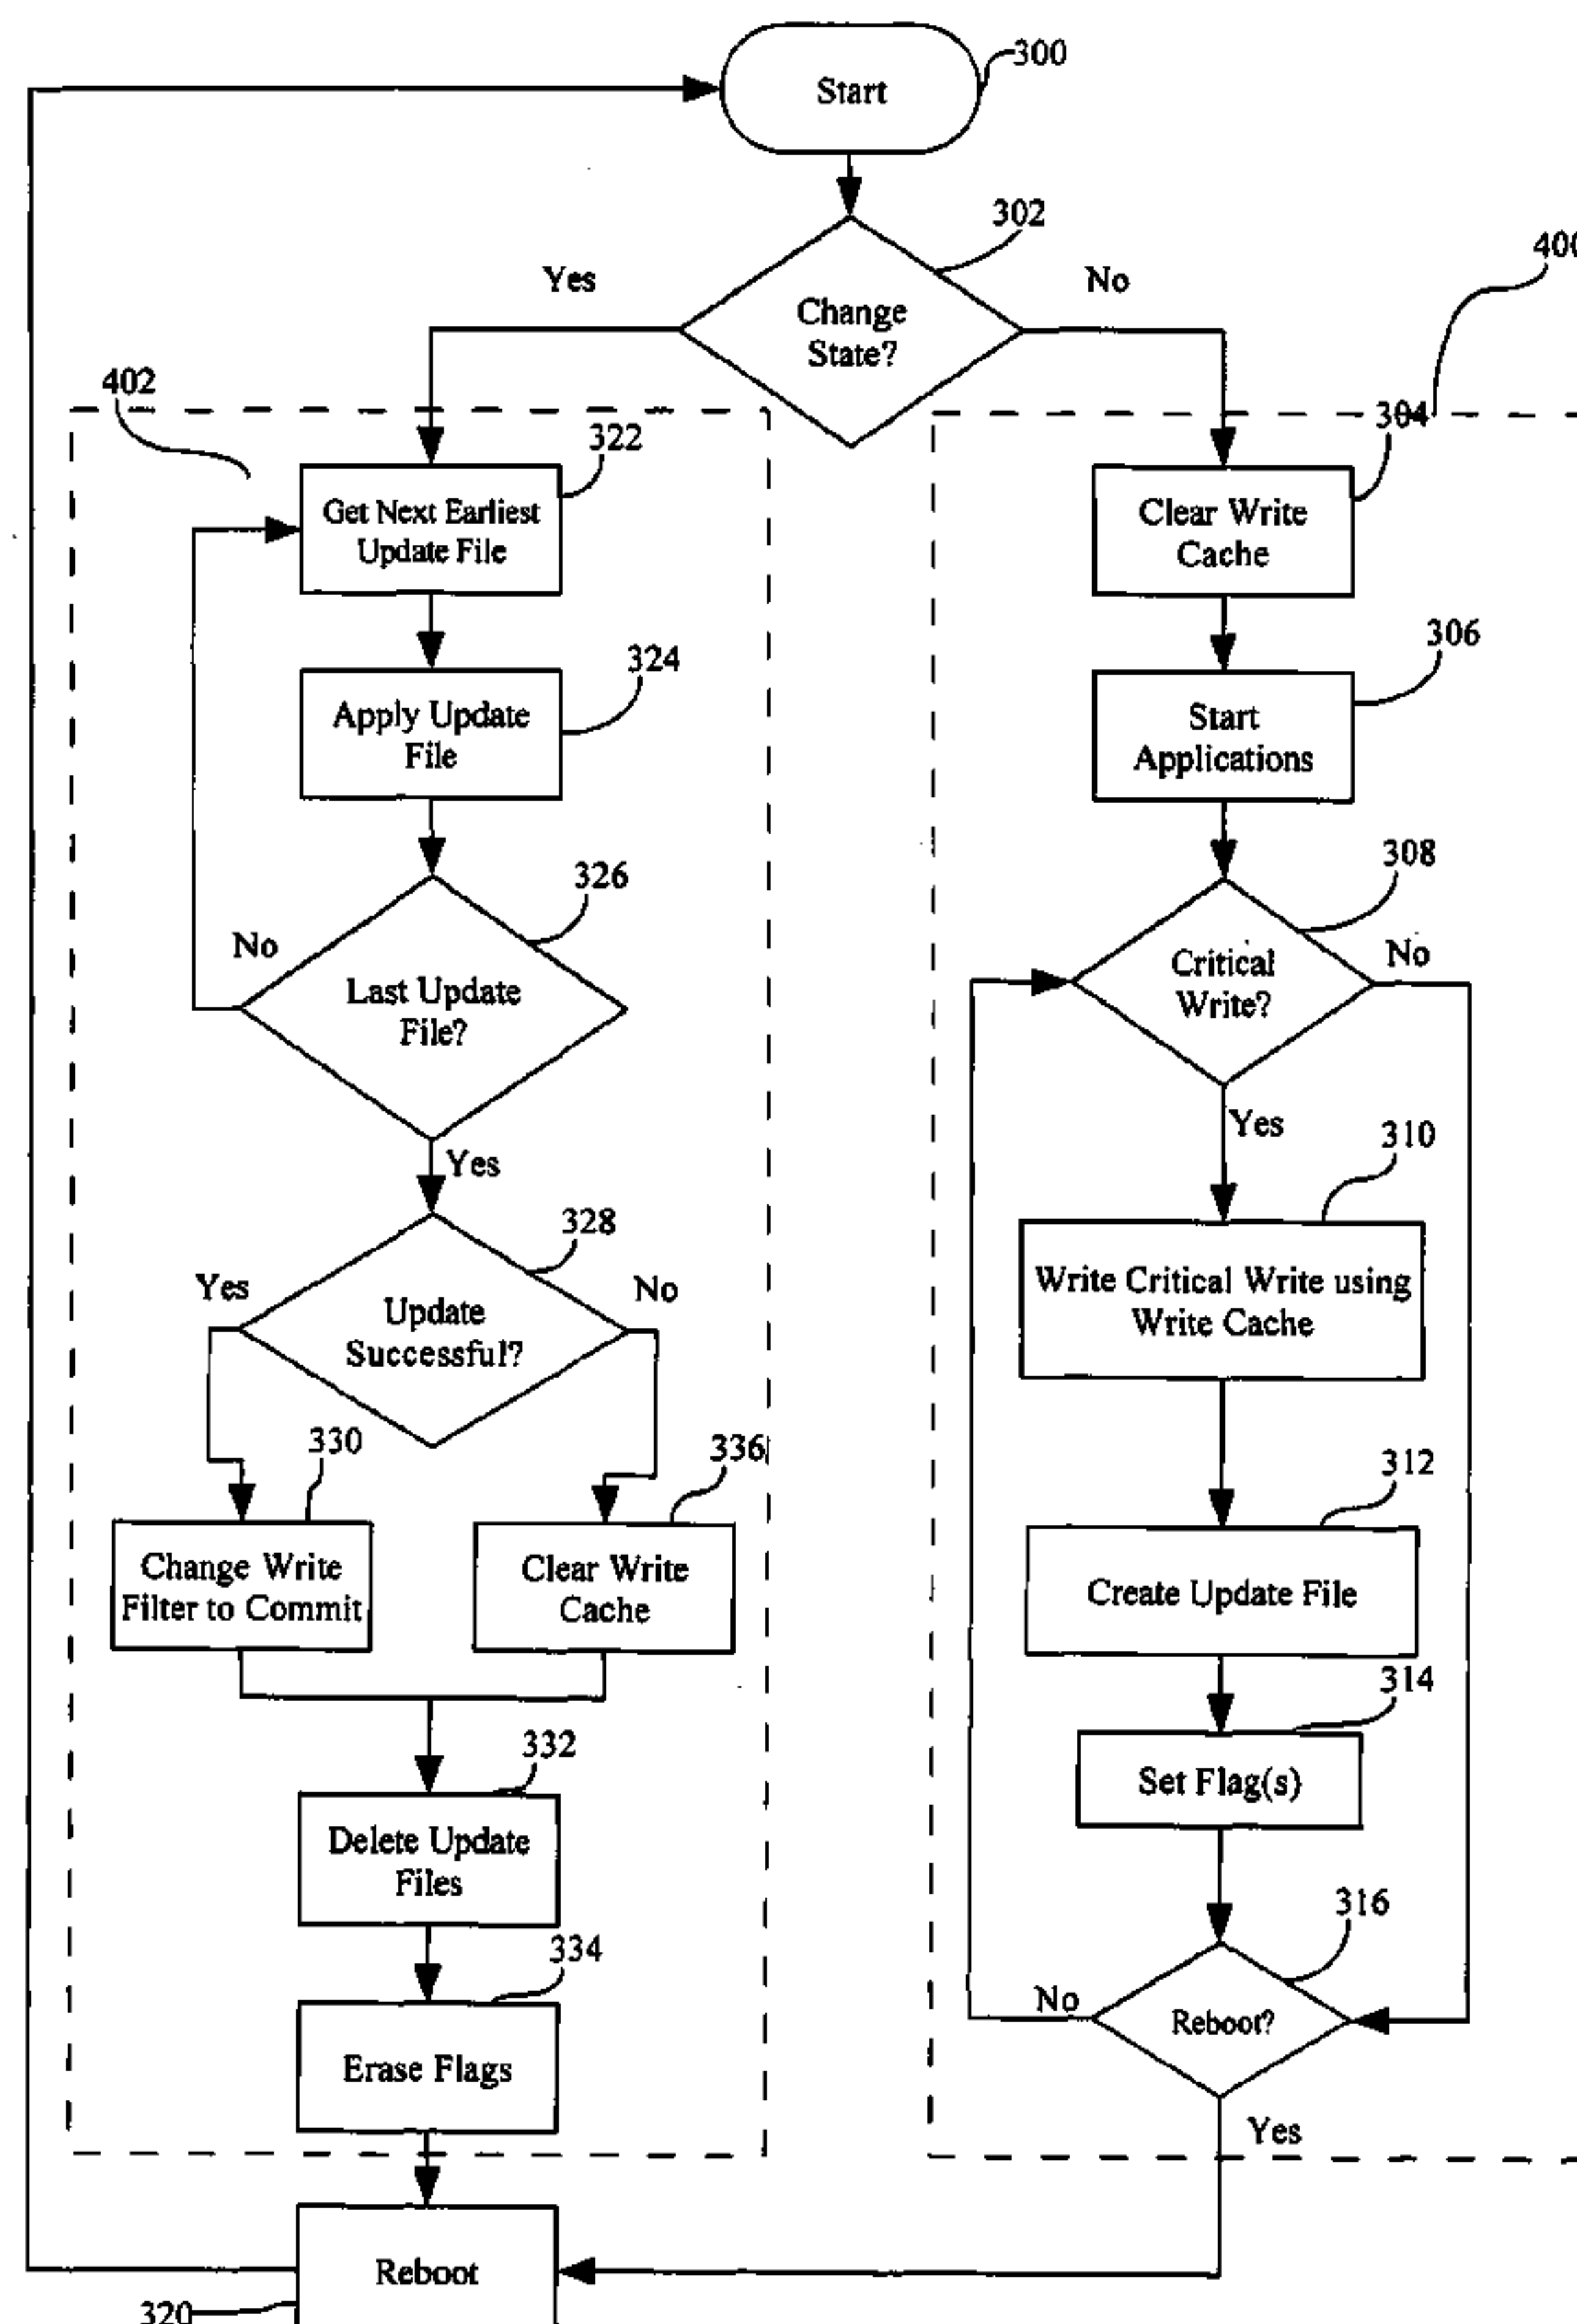 300
Start
302
Yes
No
400
Change
State?
402
304
322
Get Next Earliest
Update File
Clear Write
Cache
306
324
Apply Update
File
Start
Applications
308
326
No
No
Critical
Write?
Last Update
File?
Yes
310
Yes
328
Yes
No
Write Critical Write using
Write Cache
Update
Successful?
330
336
312
Change Write
Filter to Commit
Clear Write
Cache
Create Update File
314
332
Set Flag(s)
Delete Update
Files
316
334
No
Reboot?
Erase Flags
Yes
Reboot
320